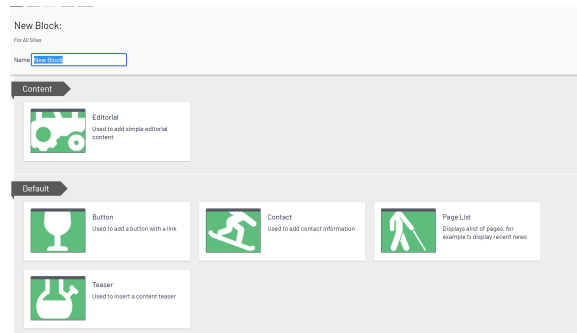 New Block:
For All Sites
Name New Block
Content
Editorial
Used to add simple editorial
content
Default
Button
Used to add a button with a link
Contact
Used to add contact information
Page List
Displays a list of pages, for
example to display recent news
Teaser
Used to insert a content teaser